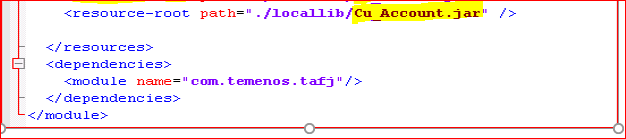 <resource-root path="./locallib/Cu_Account.jar" />
</resources>
<dependencies>
<module name="com.temenos.tafj"/>
</dependencies>
</module>